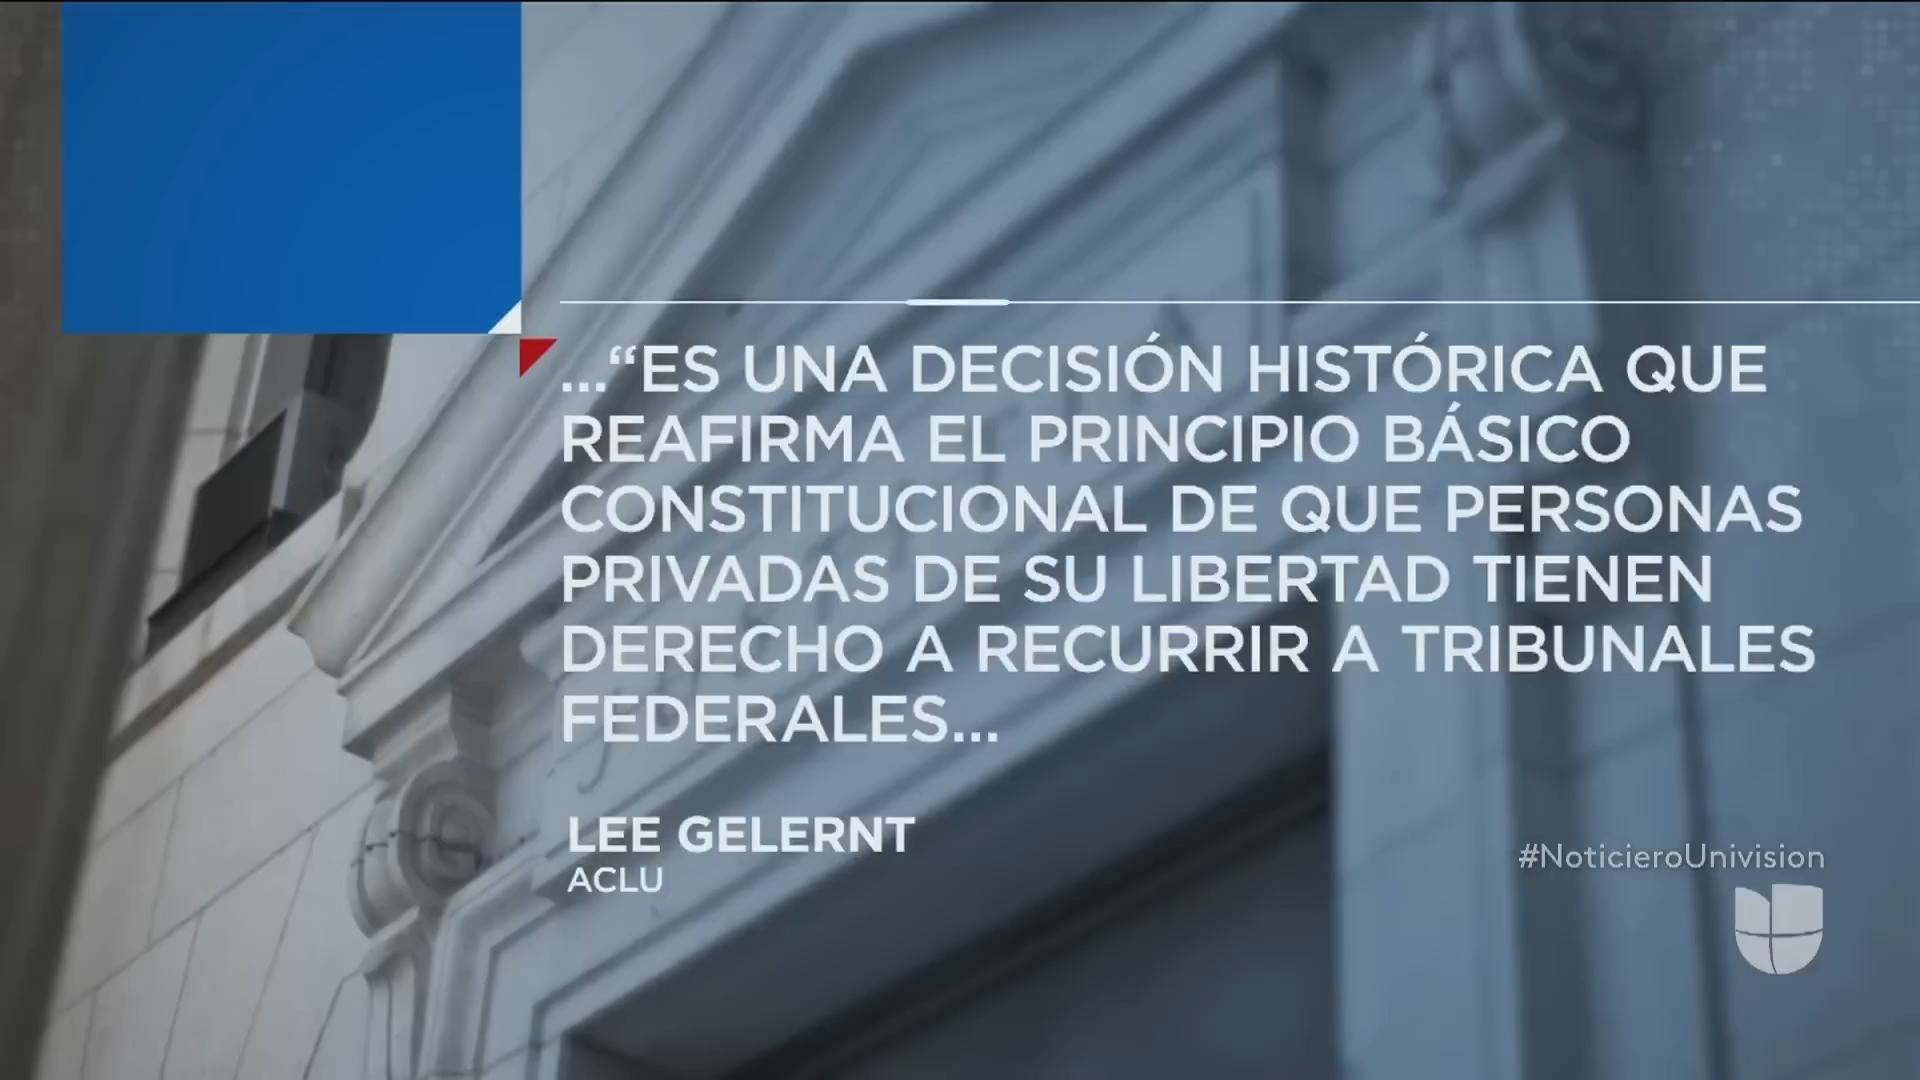 ..."ES UNA DECISIÓN HISTÓRICA QUE
REAFIRMA EL PRINCIPIO BÁSICO
CONSTITUCIONAL DE QUE PERSONAS
PRIVADAS DE SU LIBERTAD TIENEN
DERECHO A RECURRIR A TRIBUNALES
FEDERALES...
LEE GELERNT
ACLU
#NoticieroUnivision